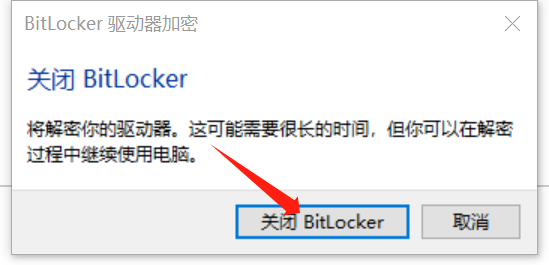 BitLocker 驱动器加密
关闭 BitLocker
将解密你的驱动器。这可能需要很长的时间，但你可以在解密
过程中继续使用电脑。
关闭 BitLocker
取消